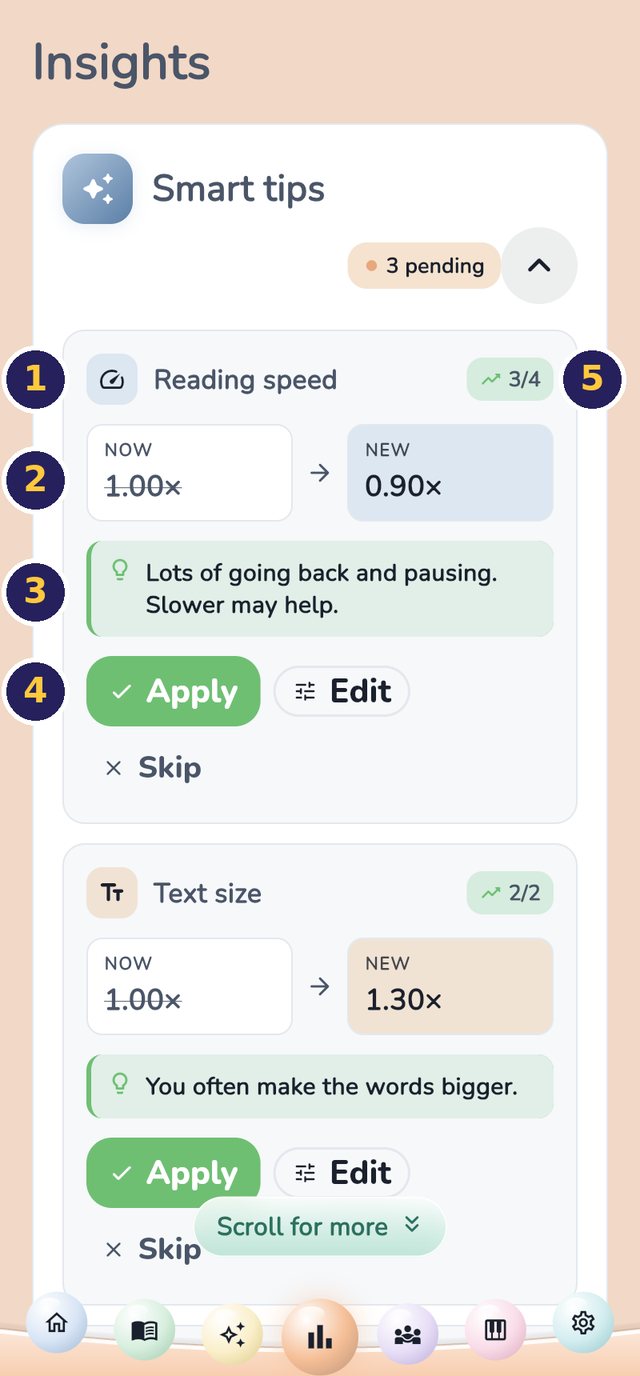 Insights
Smart tips
3 pending
1
Reading speed
3/4
5
2
NOW
1.00×
NEW
0.90×
3
Lots of going back and pausing.
Slower may help.
4
Apply
Edit
Skip
Text size
2/2
NOW
1.00×
NEW
1.30×
You often make the words bigger.
Apply
Edit
Scroll for more
Skip